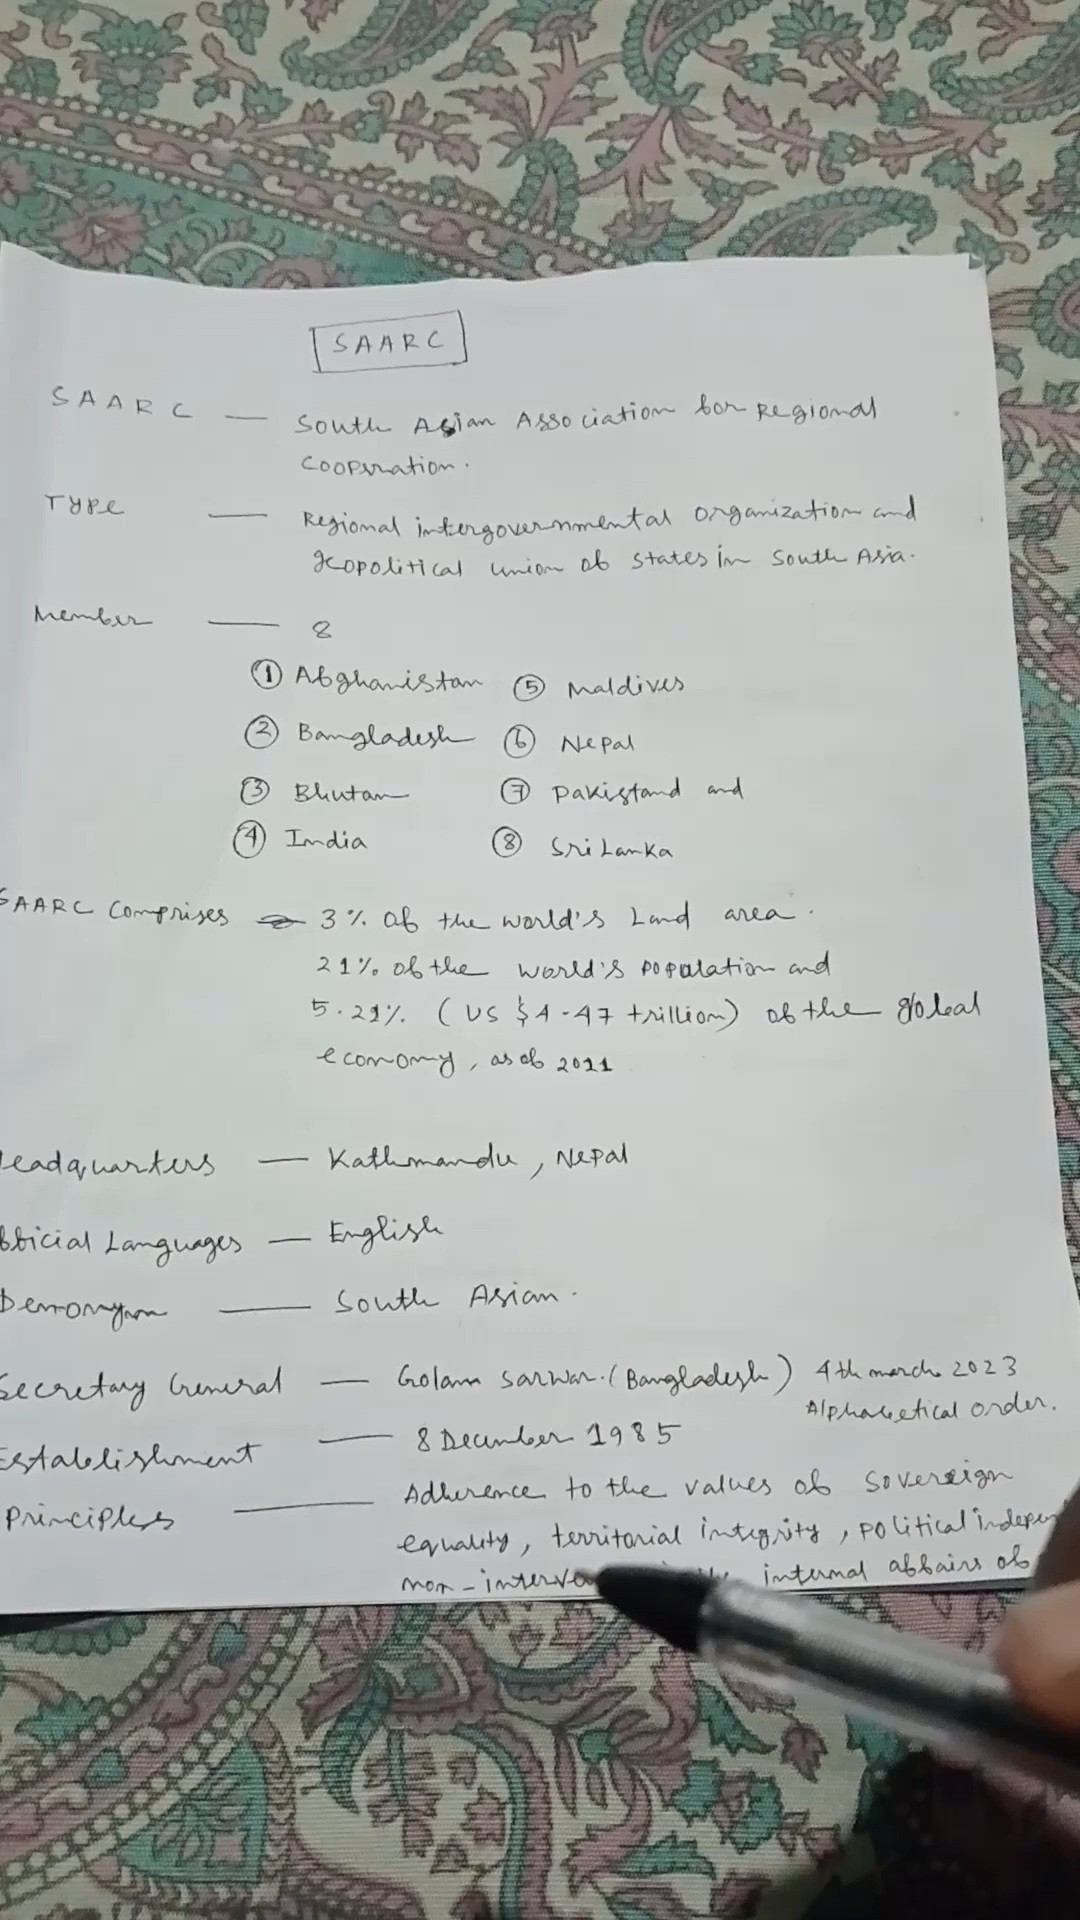 SAARC
SAARC — South Asian Association for Regional
Cooperation.
Type — Regional intergovernmental organization and
geopolitical union of states in South Asia.
Member — 8
① Afghanistan ⑤ Maldives
② Bangladesh ⑥ Nepal
③ Bhutan ⑦ Pakistand and
④ India ⑧ Sri Lanka
SAARC Comprises — 3% of the world's Land area.
21% of the world's population and
5.21% (US $4.47 trillion) of the global
economy, as of 2021
eadquarters — Kathmandu, Nepal
fficial Languages — English
Demonym — South Asian.
Secretary General — Golam Sarwar. (Bangladesh) 4th march 2023
Alphabetical order.
Establishment — 8 December 1985
Principles — Adherence to the values of sovereign
equality, territorial integrity, political indepen
non-interve internal affairs of